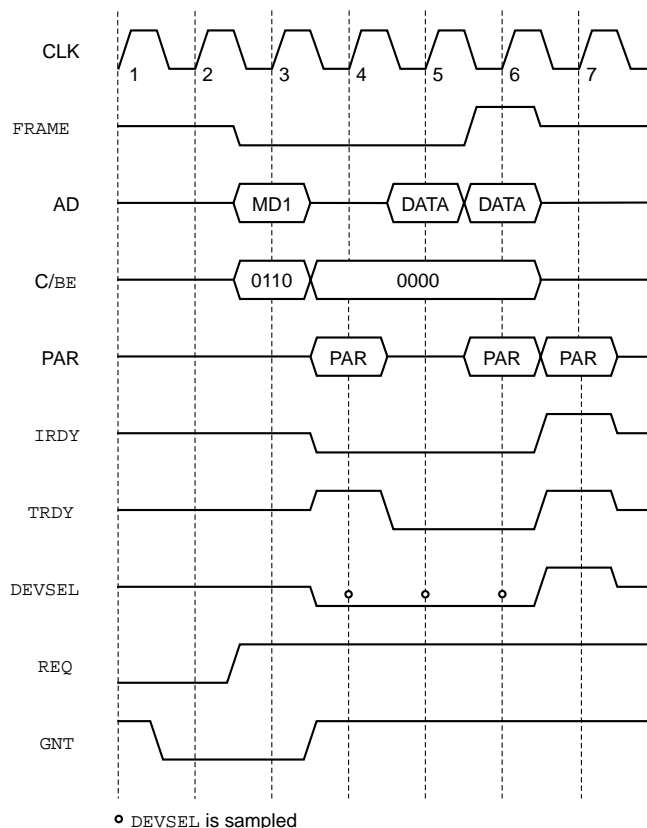 CLK
1 2 3 4 5 6 7
FRAME
AD MD1 DATA DATA
C/BE 0110 0000
PAR PAR PAR PAR
IRDY
TRDY
DEVSEL
REQ
GNT
DEVSEL is sampled